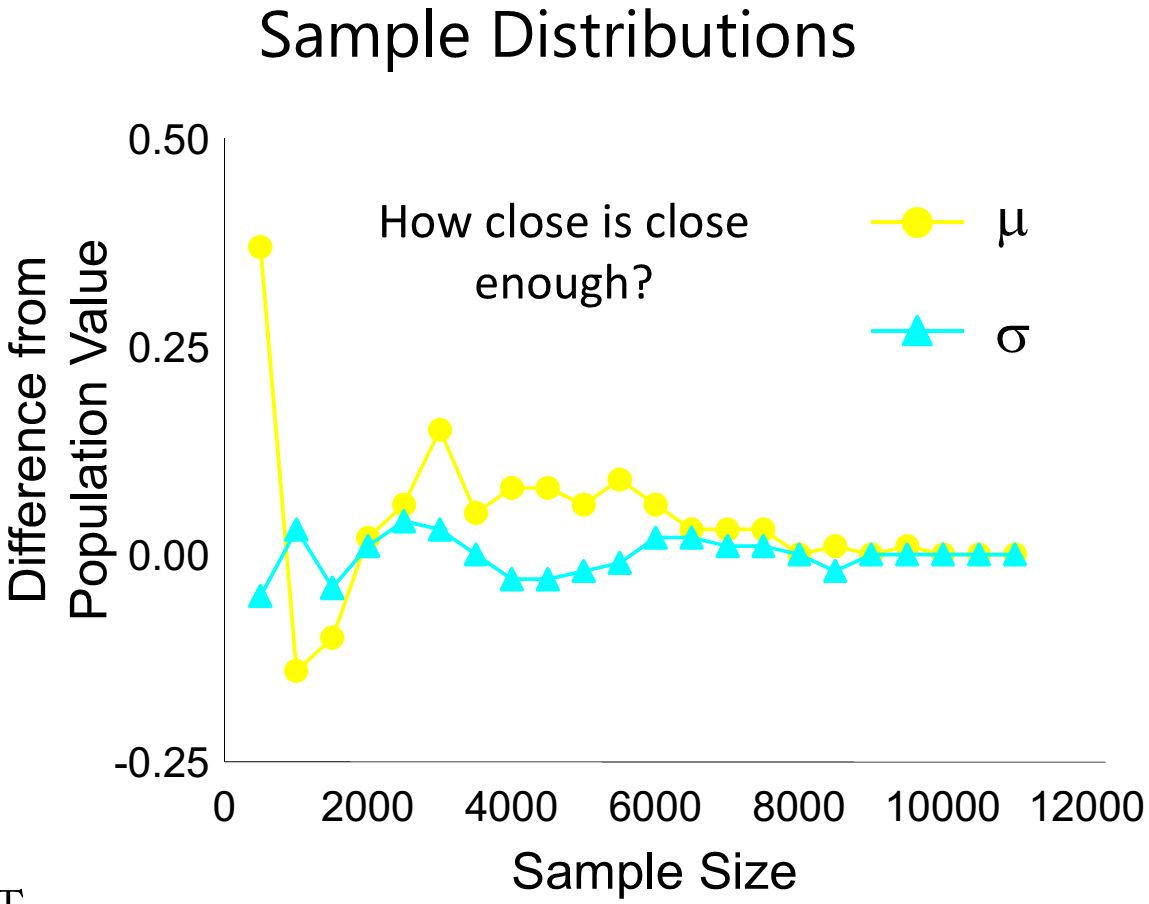 Sample Distributions
0.50
How close is close
enough?
μ
0.25
σ
Difference from
Population Value
0.00
-0.25
0 2000 4000 6000 8000 10000 12000
Sample Size
T